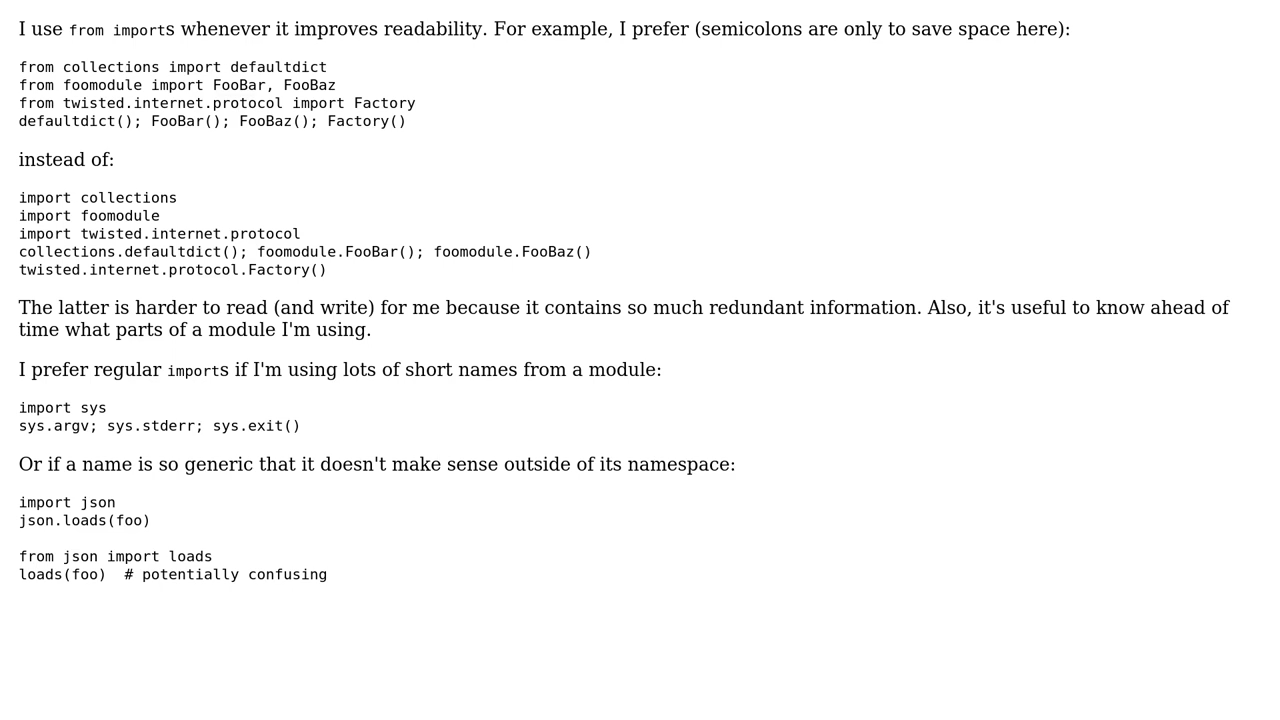 I use from imports whenever it improves readability. For example, I prefer (semicolons are only to save space here):
from collections import defaultdict
from foomodule import FooBar, FooBaz
from twisted.internet.protocol import Factory
defaultdict(); FooBar(); FooBaz(); Factory()
instead of:
import collections
import foomodule
import twisted.internet.protocol
collections.defaultdict(); foomodule.FooBar(); foomodule.FooBaz()
twisted.internet.protocol.Factory()
The latter is harder to read (and write) for me because it contains so much redundant information. Also, it's useful to know ahead of
time what parts of a module I'm using.
I prefer regular imports if I'm using lots of short names from a module:
import sys
sys.argv; sys.stderr; sys.exit()
Or if a name is so generic that it doesn't make sense outside of its namespace:
import json
json.loads(foo)
from json import loads
loads(foo)  # potentially confusing